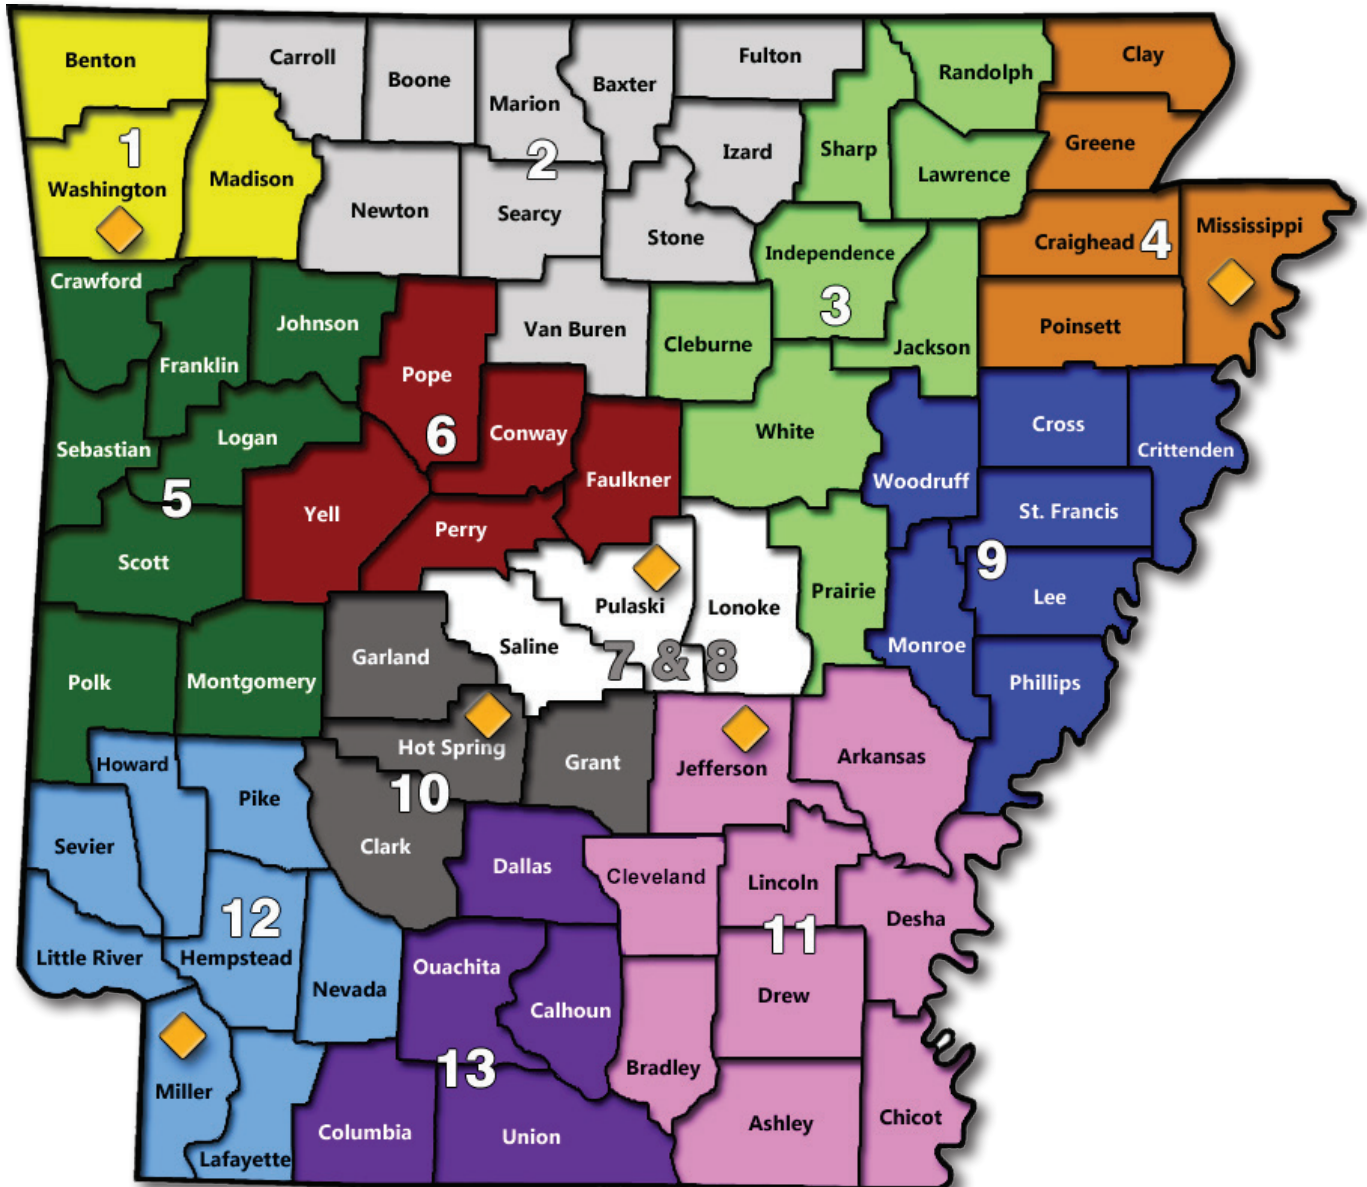 Benton
Carroll
Boone
Marion
Baxter
Fulton
Randolph
Clay
Washington
1
Madison
Newton
2
Searcy
Stone
Izard
Sharp
Lawrence
Greene
Craighead
4
Mississippi
Crawford
Franklin
Johnson
Pope
6
Van Buren
Cleburne
Independence
3
Jackson
Poinsett
Sebastian
Logan
5
Scott
Yell
Conway
Perry
Faulkner
White
Woodruff
Cross
Crittenden
St. Francis
9
Lee
Monroe
Phillips
Polk
Montgomery
Garland
Saline
Pulaski
Lonoke
7 & 8
Prairie
Howard
Pike
Hot Spring
10
Clark
Grant
Jefferson
Arkansas
Sevier
Little River
12
Hempstead
Nevada
Dallas
Cleveland
Lincoln
11
Desha
Miller
Lafayette
Ouachita
Calhoun
13
Columbia
Union
Bradley
Drew
Ashley
Chicot